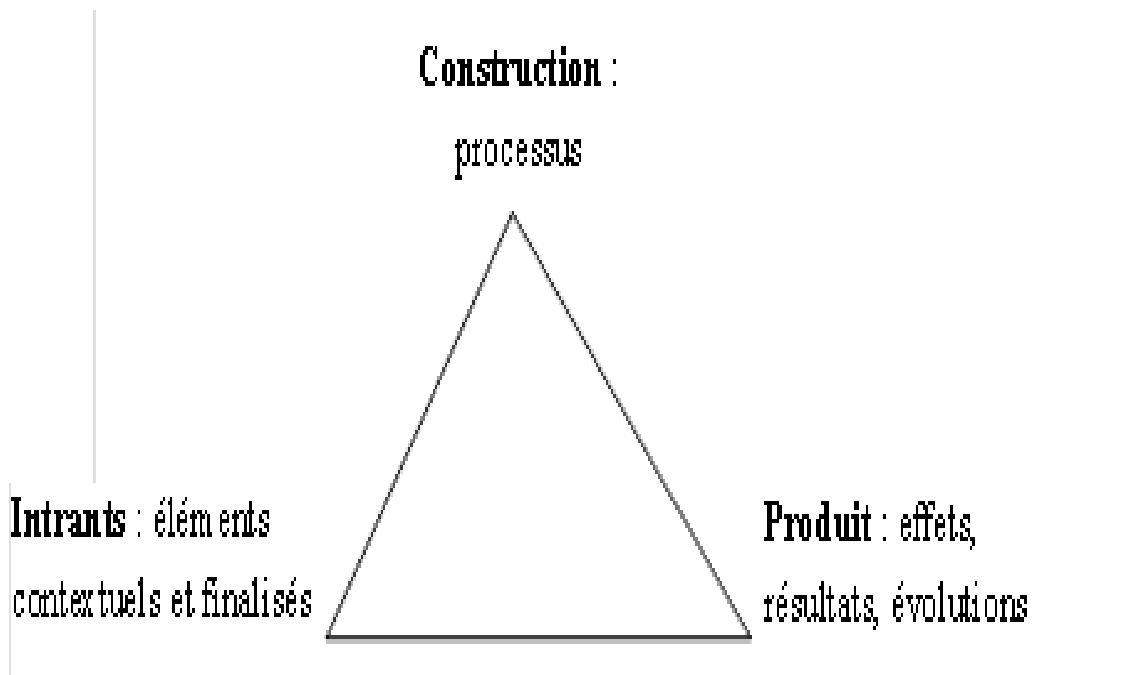 Construction :
processus
Intrants : éléments
contextuels et finalisés
Produit : effets,
résultats, évolutions